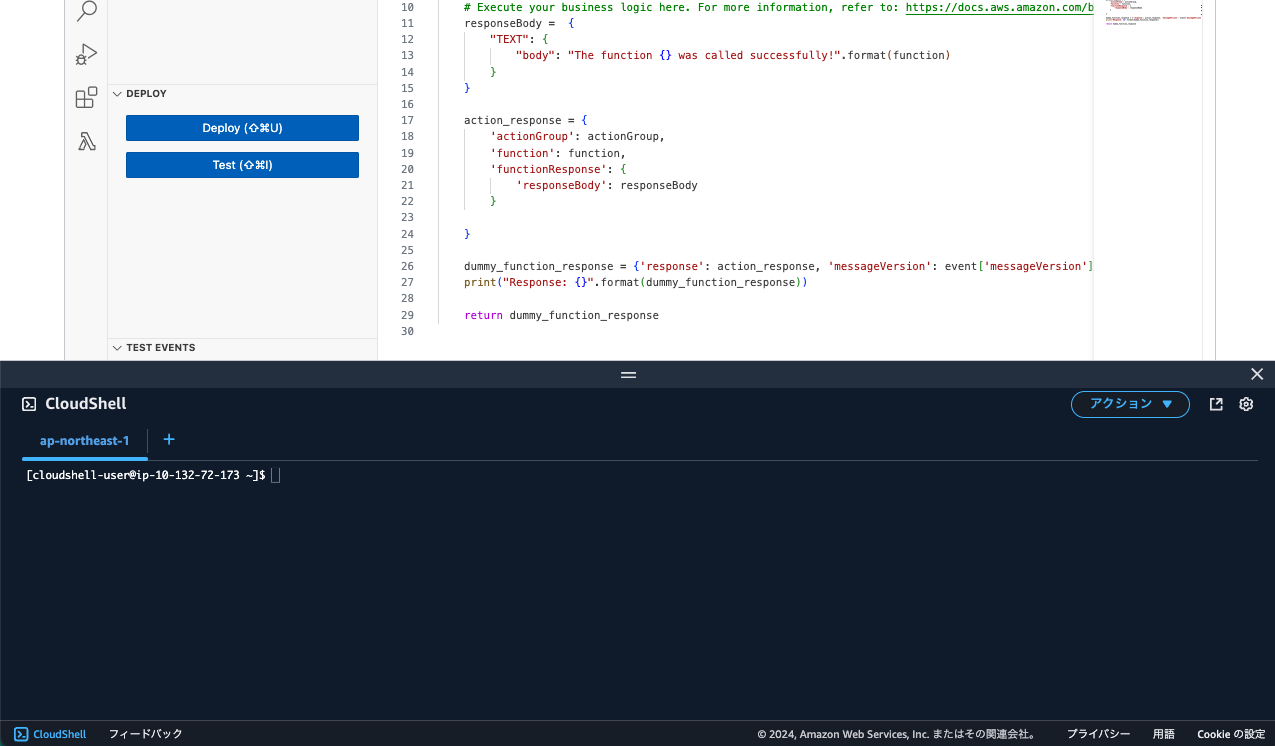 10 # Execute your business logic here. For more information, refer to: https://docs.aws.amazon.com/b
11 responseBody =  {
12     "TEXT": {
13         "body": "The function {} was called successfully!".format(function)
14     }
15 }
16
17 action_response = {
18     'actionGroup': actionGroup,
19     'function': function,
20     'functionResponse': {
21         'responseBody': responseBody
22     }
23
24 }
25
26 dummy_function_response = {'response': action_response, 'messageVersion': event['messageVersion']
27 print("Response: {}".format(dummy_function_response))
28
29 return dummy_function_response
30
DEPLOY
Deploy (⇧⌘U)
Test (⇧⌘I)
TEST EVENTS
CloudShell
アクション ▼
ap-northeast-1
+
[cloudshell-user@ip-10-132-72-173 ~]$
CloudShell フィードバック © 2024, Amazon Web Services, Inc. またはその関連会社。 プライバシー 用語 Cookie の設定